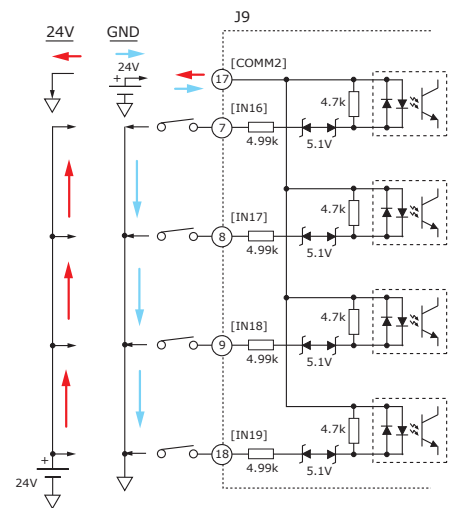 J9
24V GND
24V
+
[COMM2]
17
4.7k
[IN16]
7
4.99k
5.1V
[IN17]
4.7k
8
4.99k
5.1V
[IN18]
4.7k
9
4.99k
5.1V
[IN19]
4.7k
18
4.99k
5.1V
+
24V